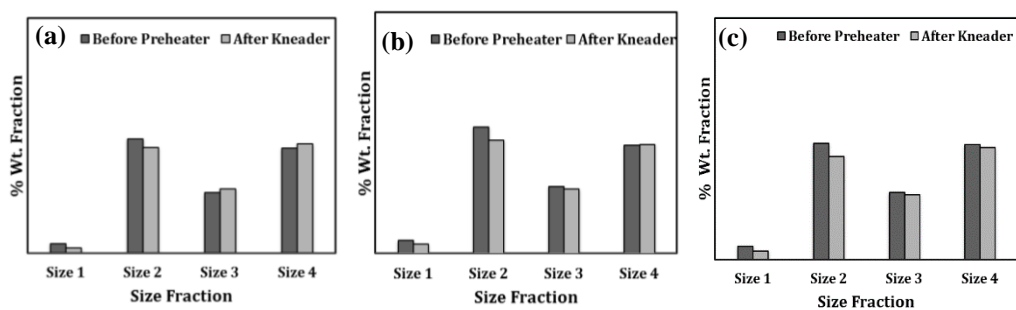 (a)
Before Preheater
After Kneader
% Wt. Fraction
Size 1
Size 2
Size 3
Size 4
Size Fraction
(b)
Before Preheater
After Kneader
% Wt. Fraction
Size 1
Size 2
Size 3
Size 4
Size Fraction
(c)
Before Preheater
After Kneader
% Wt. Fraction
Size 1
Size 2
Size 3
Size 4
Size Fraction